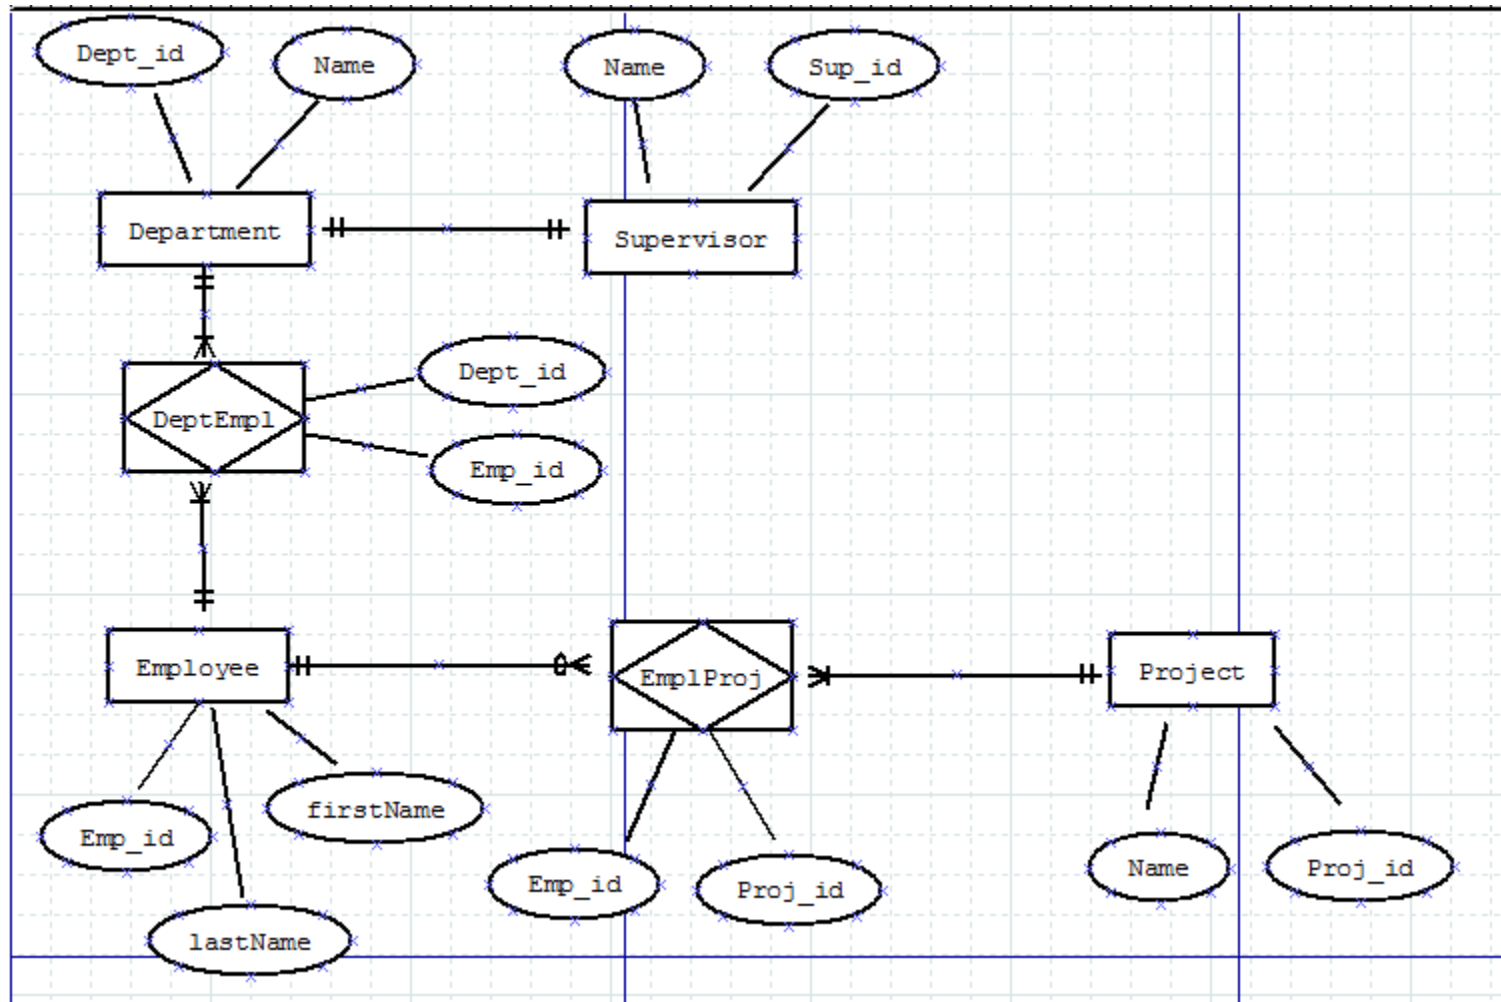 Dept_id
Name
Name
Sup_id
Department
Supervisor
Dept_id
DeptEmpl
Emp_id
Employee
EmplProj
Project
firstName
Emp_id
Emp_id
Proj_id
Name
Proj_id
lastName